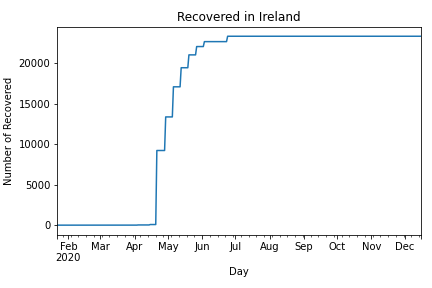 Recovered in Ireland
Number of Recovered
20000
15000
10000
5000
0
Feb Mar Apr May Jun Jul Aug Sep Oct Nov Dec
2020
Day